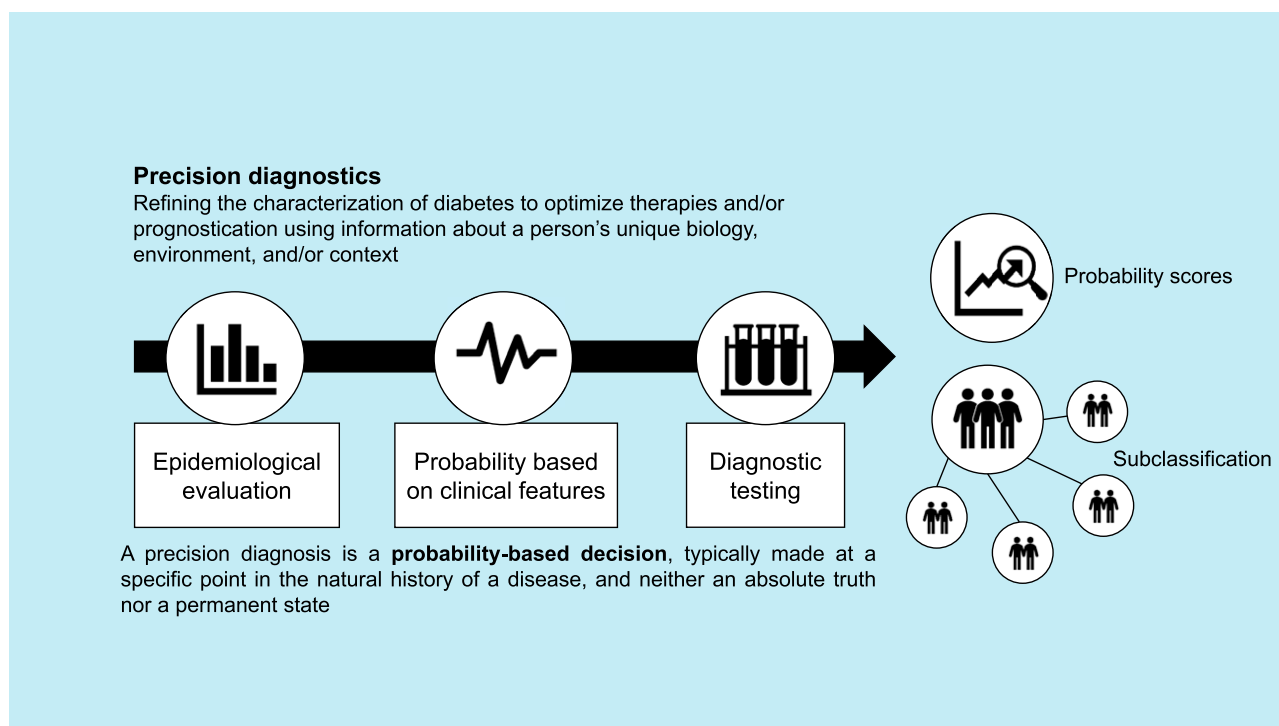 Precision diagnostics
Refining the characterization of diabetes to optimize therapies and/or
prognostication using information about a person’s unique biology,
environment, and/or context
Probability scores
Epidemiological
evaluation
Probability based
on clinical features
Diagnostic
testing
Subclassification
A precision diagnosis is a probability-based decision, typically made at a
specific point in the natural history of a disease, and neither an absolute truth
nor a permanent state